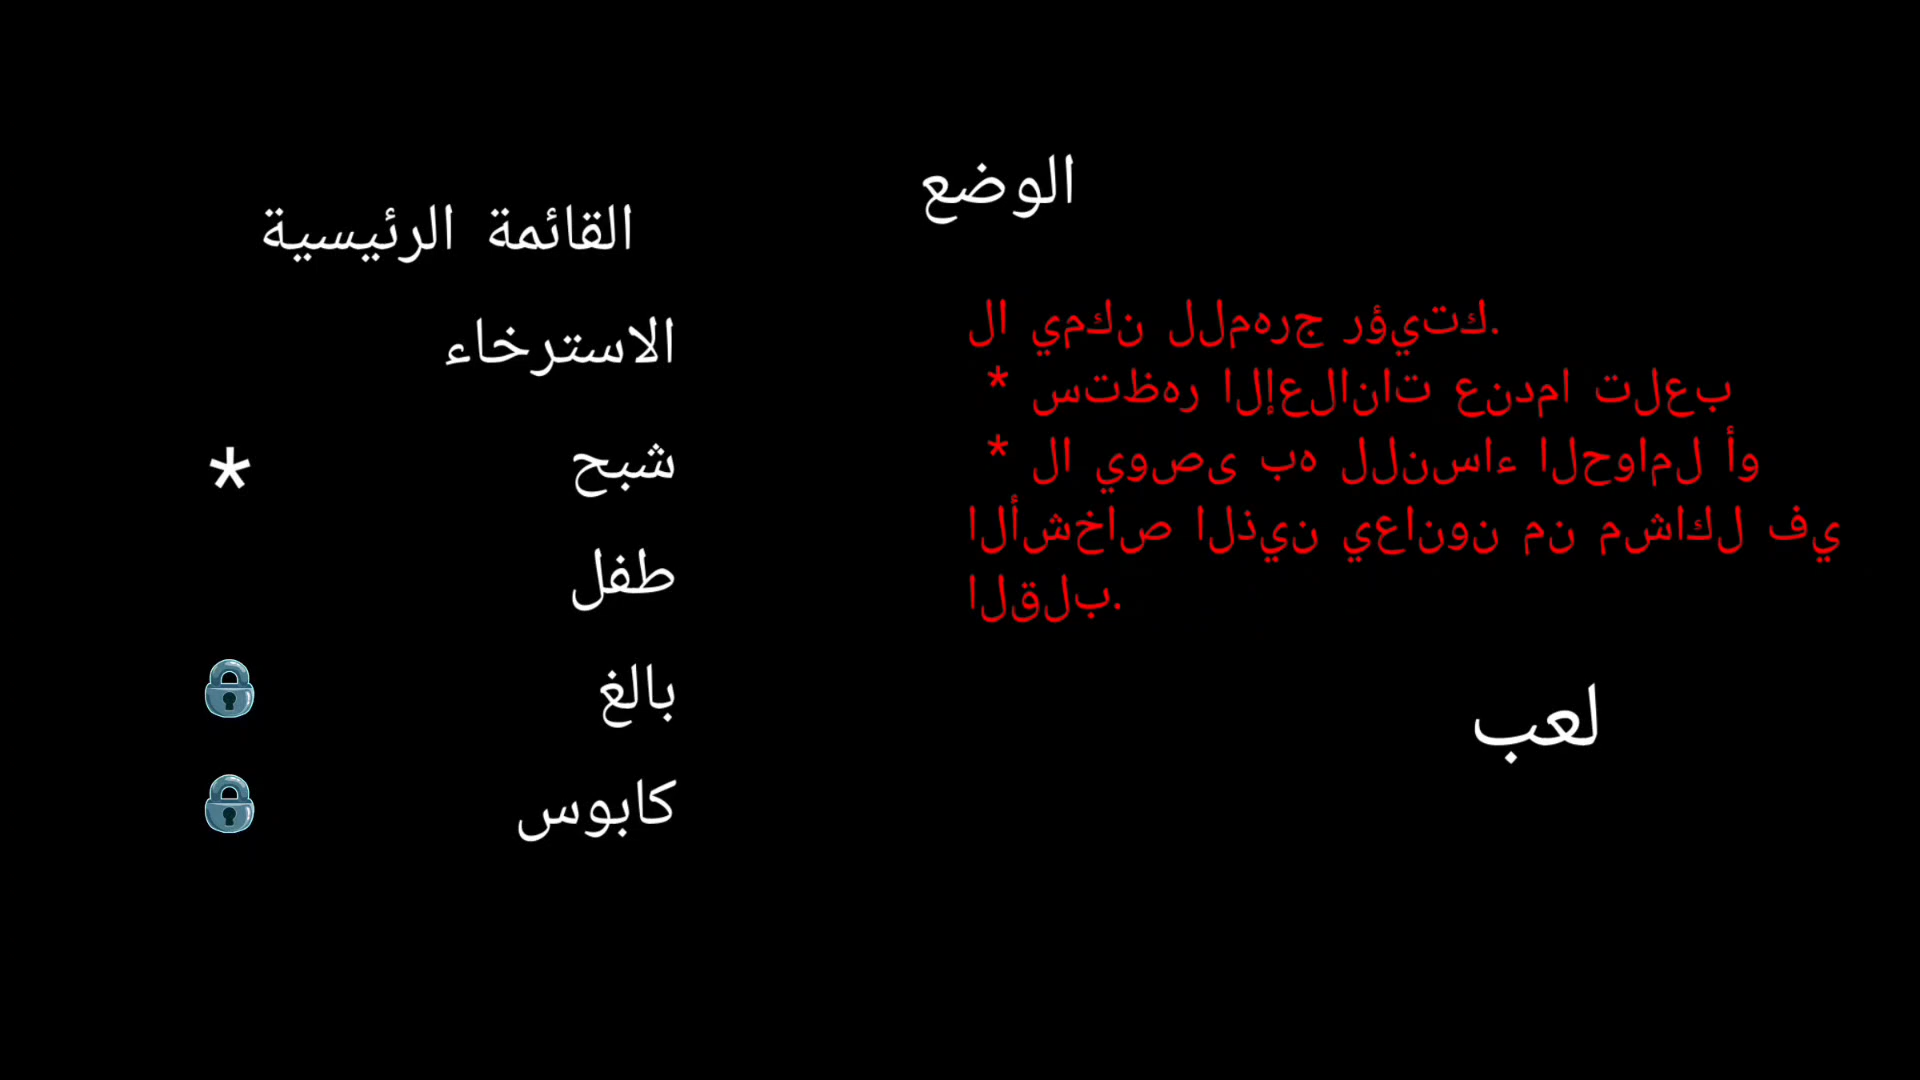 القائمة الرئيسية
الاسترخاء
* شبح
طفل
بالغ
كابوس
الوضع
لا يمكن للمهرج رؤيتك.
* ستظهر الإعلانات عندما تلعب
* لا يوصى به للنساء الحوامل أو
الأشخاص الذين يعانون من مشاكل في
القلب.
لعب